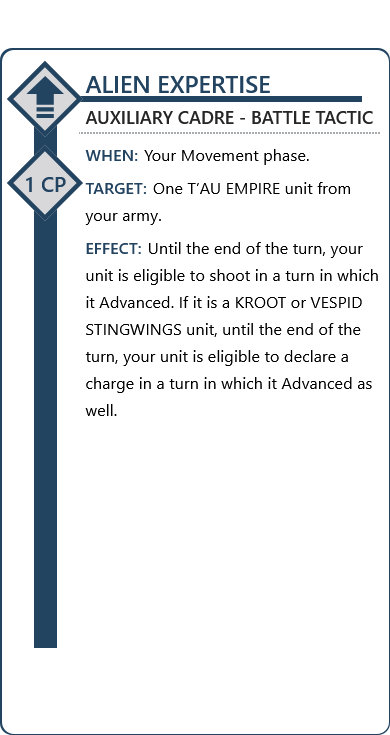 ALIEN EXPERTISE
AUXILIARY CADRE - BATTLE TACTIC
WHEN: Your Movement phase.
1 CP
TARGET: One T’AU EMPIRE unit from
your army.
EFFECT: Until the end of the turn, your
unit is eligible to shoot in a turn in which
it Advanced. If it is a KROOT or VESPID
STINGWINGS unit, until the end of the
turn, your unit is eligible to declare a
charge in a turn in which it Advanced as
well.